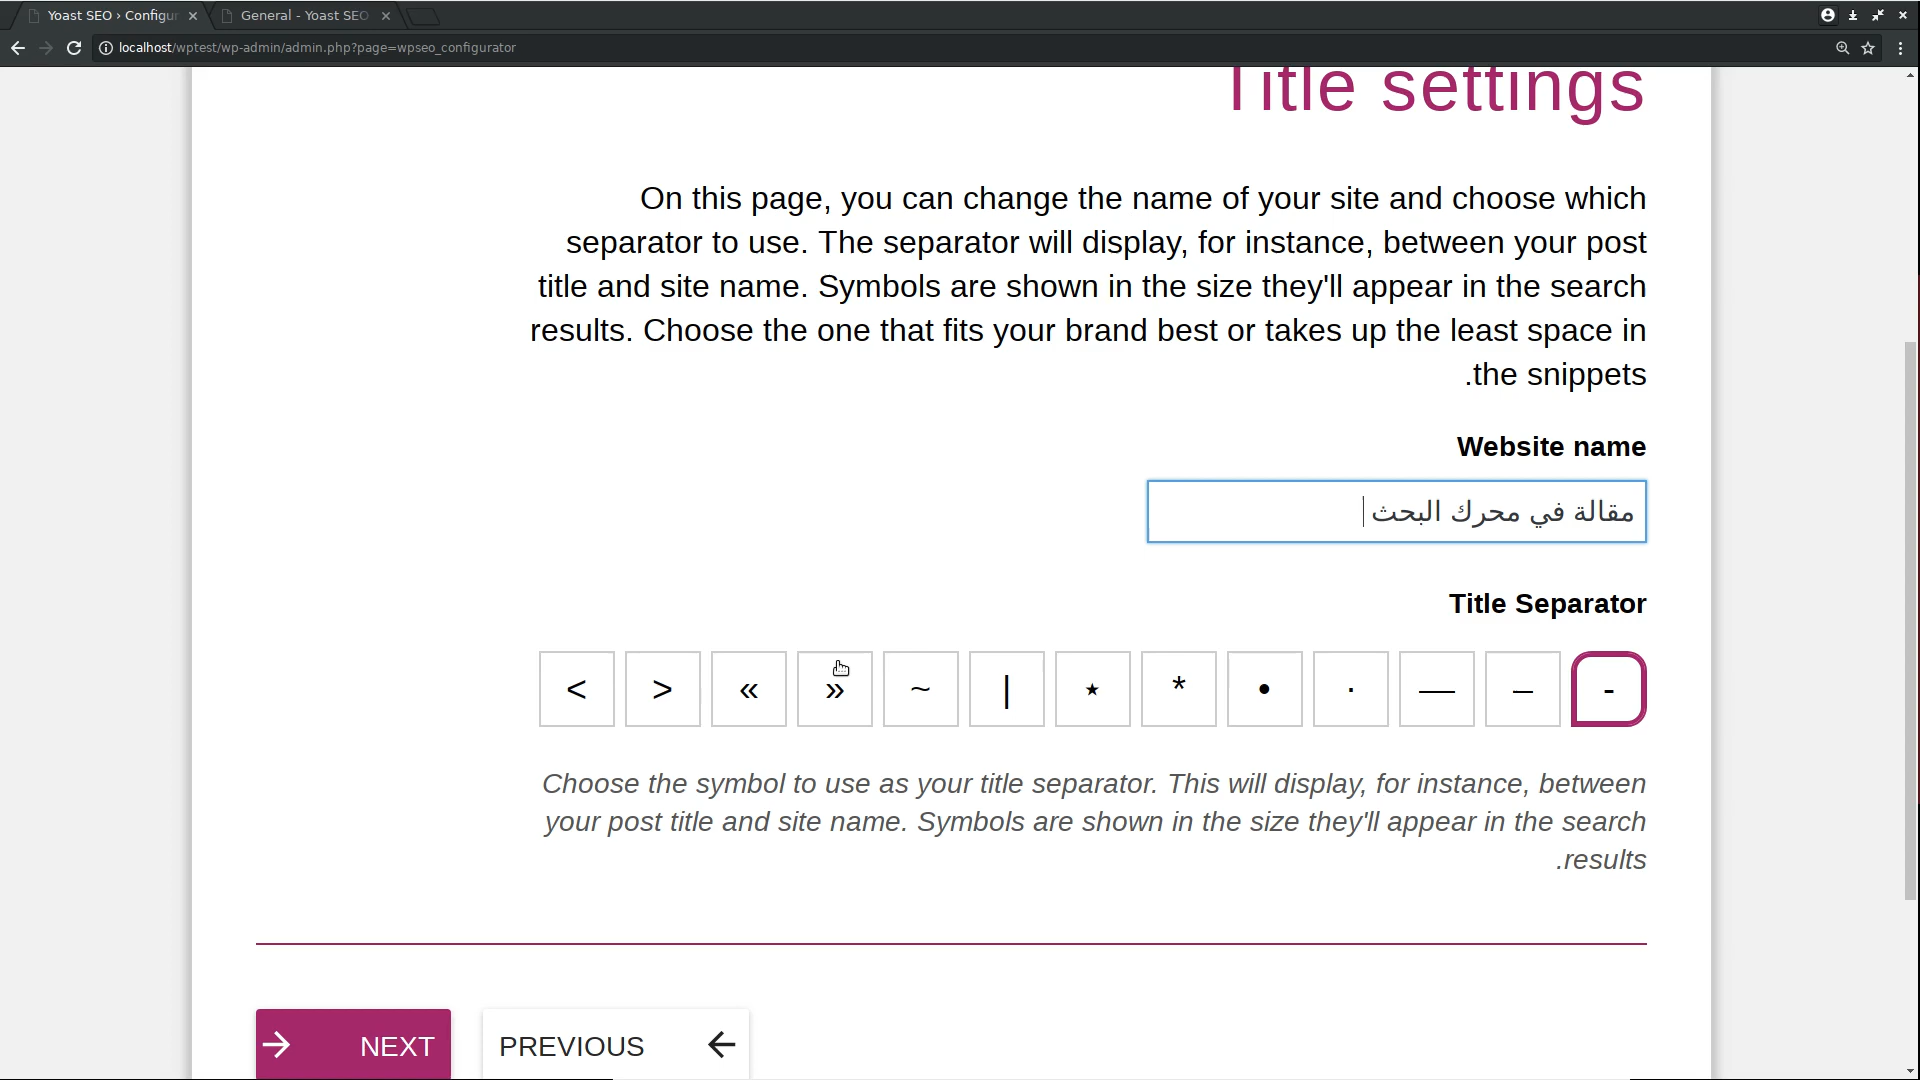 Yoast SEO › Configur
General - Yoast SEO
localhost/wptest/wp-admin/admin.php?page=wpseo_configurator
Title settings
On this page, you can change the name of your site and choose which
separator to use. The separator will display, for instance, between your post
title and site name. Symbols are shown in the size they'll appear in the search
results. Choose the one that fits your brand best or takes up the least space in
.the snippets
Website name
مقالة في محرك البحث
Title Separator
< > « » ~ | ⋆ * • · — – -
Choose the symbol to use as your title separator. This will display, for instance, between
your post title and site name. Symbols are shown in the size they'll appear in the search
.results
NEXT
PREVIOUS